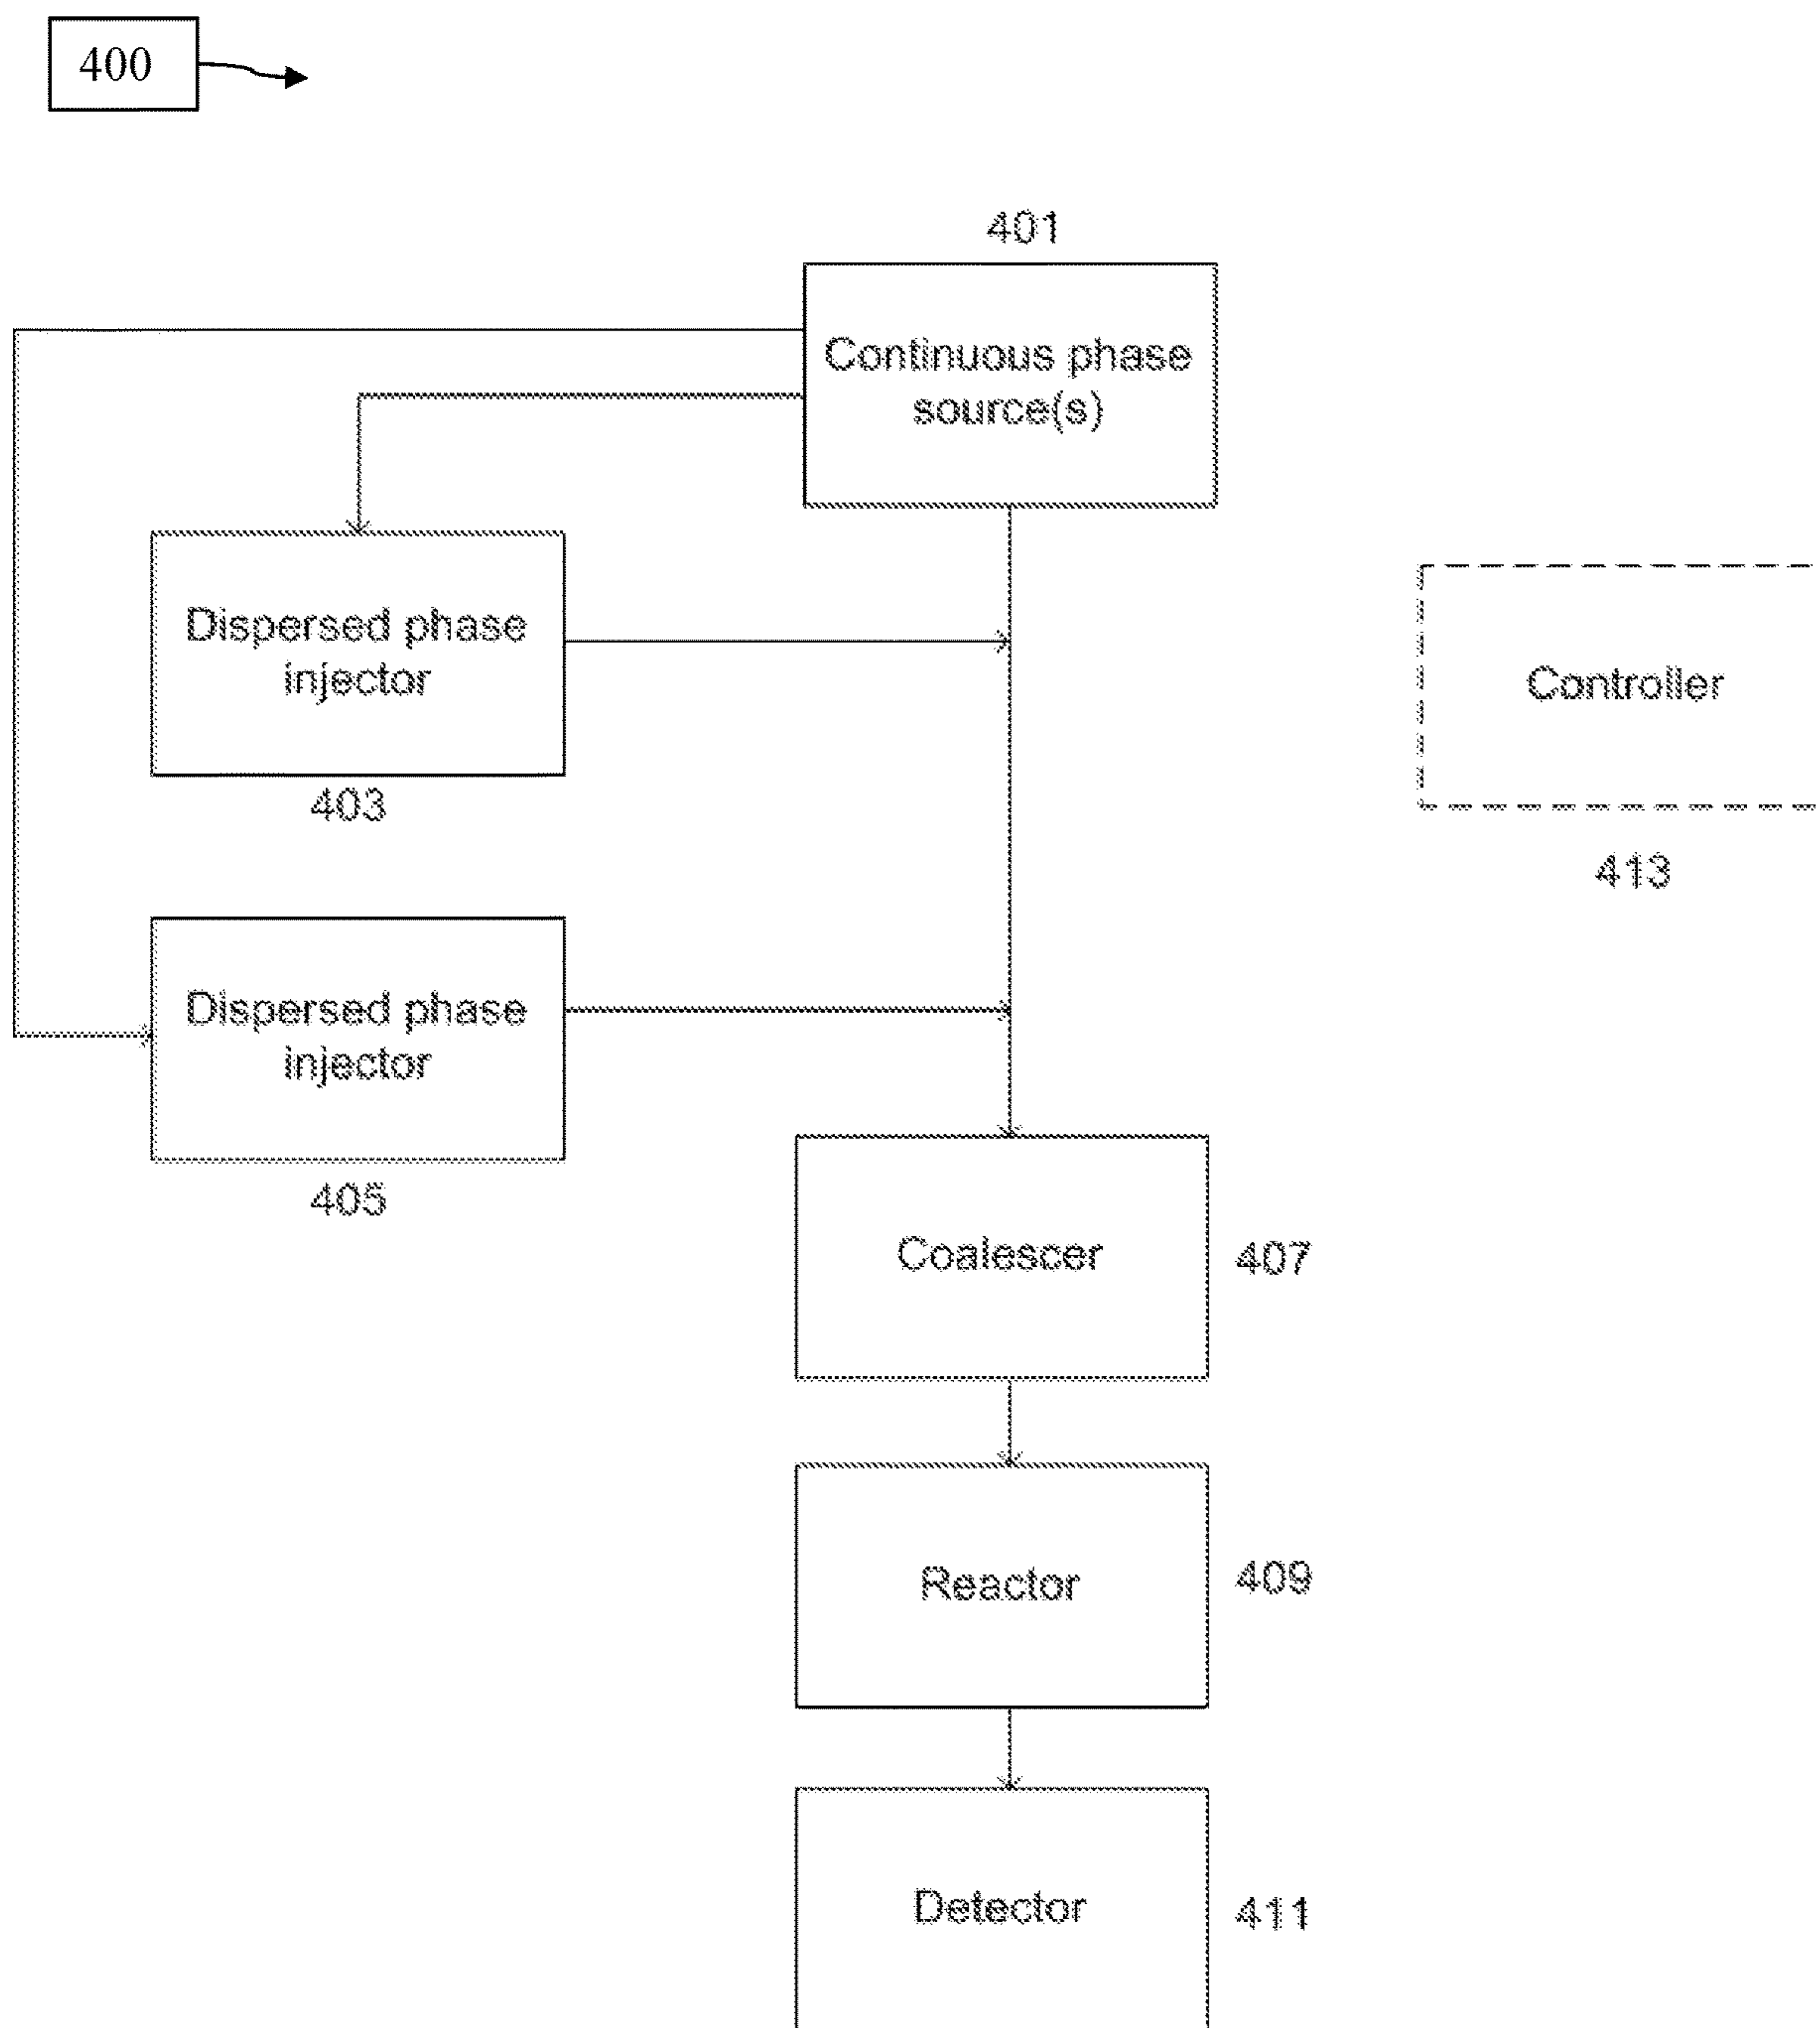 400
401
Continuous phase
source(s)
Dispersed phase
injector
403
Controller
413
Dispersed phase
injector
405
Coalescer
407
Reactor
409
Detector
411